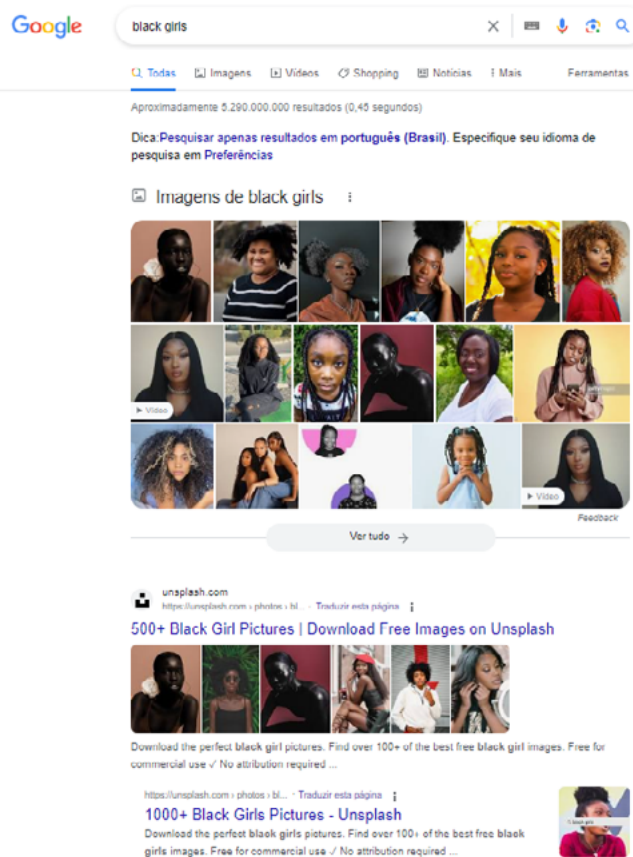 Google
black girls
Todas Imagens Vídeos Shopping Notícias Mais Ferramentas
Aproximadamente 5.290.000.000 resultados (0,45 segundos)
Dica:Pesquisar apenas resultados em português (Brasil). Especifique seu idioma de
pesquisa em Preferências
Imagens de black girls
Vídeo
Vídeo
Feedback
Ver tudo →
unsplash.com
https://unsplash.com › photos › bl... · Traduzir esta página
500+ Black Girl Pictures | Download Free Images on Unsplash
Download the perfect black girl pictures. Find over 100+ of the best free black girl images. Free for
commercial use ✓ No attribution required ...
https://unsplash.com › photos › bl... · Traduzir esta página
1000+ Black Girls Pictures - Unsplash
Download the perfect black girls pictures. Find over 100+ of the best free black
girls images. Free for commercial use ✓ No attribution required ...
black girls